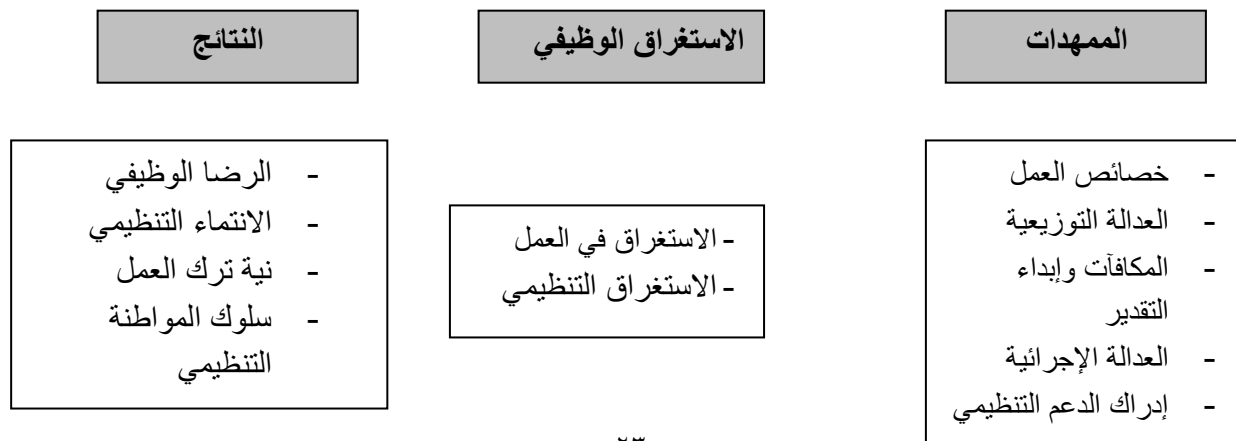 الممهدات
الاستغراق الوظيفي
النتائج
- خصائص العمل
- العدالة التوزيعية
- المكافآت وإبداء
التقدير
- العدالة الإجرائية
- إدراك الدعم التنظيمي
- الاستغراق في العمل
- الاستغراق التنظيمي
- الرضا الوظيفي
- الانتماء التنظيمي
- نية ترك العمل
- سلوك المواطنة
التنظيمي
٢٣